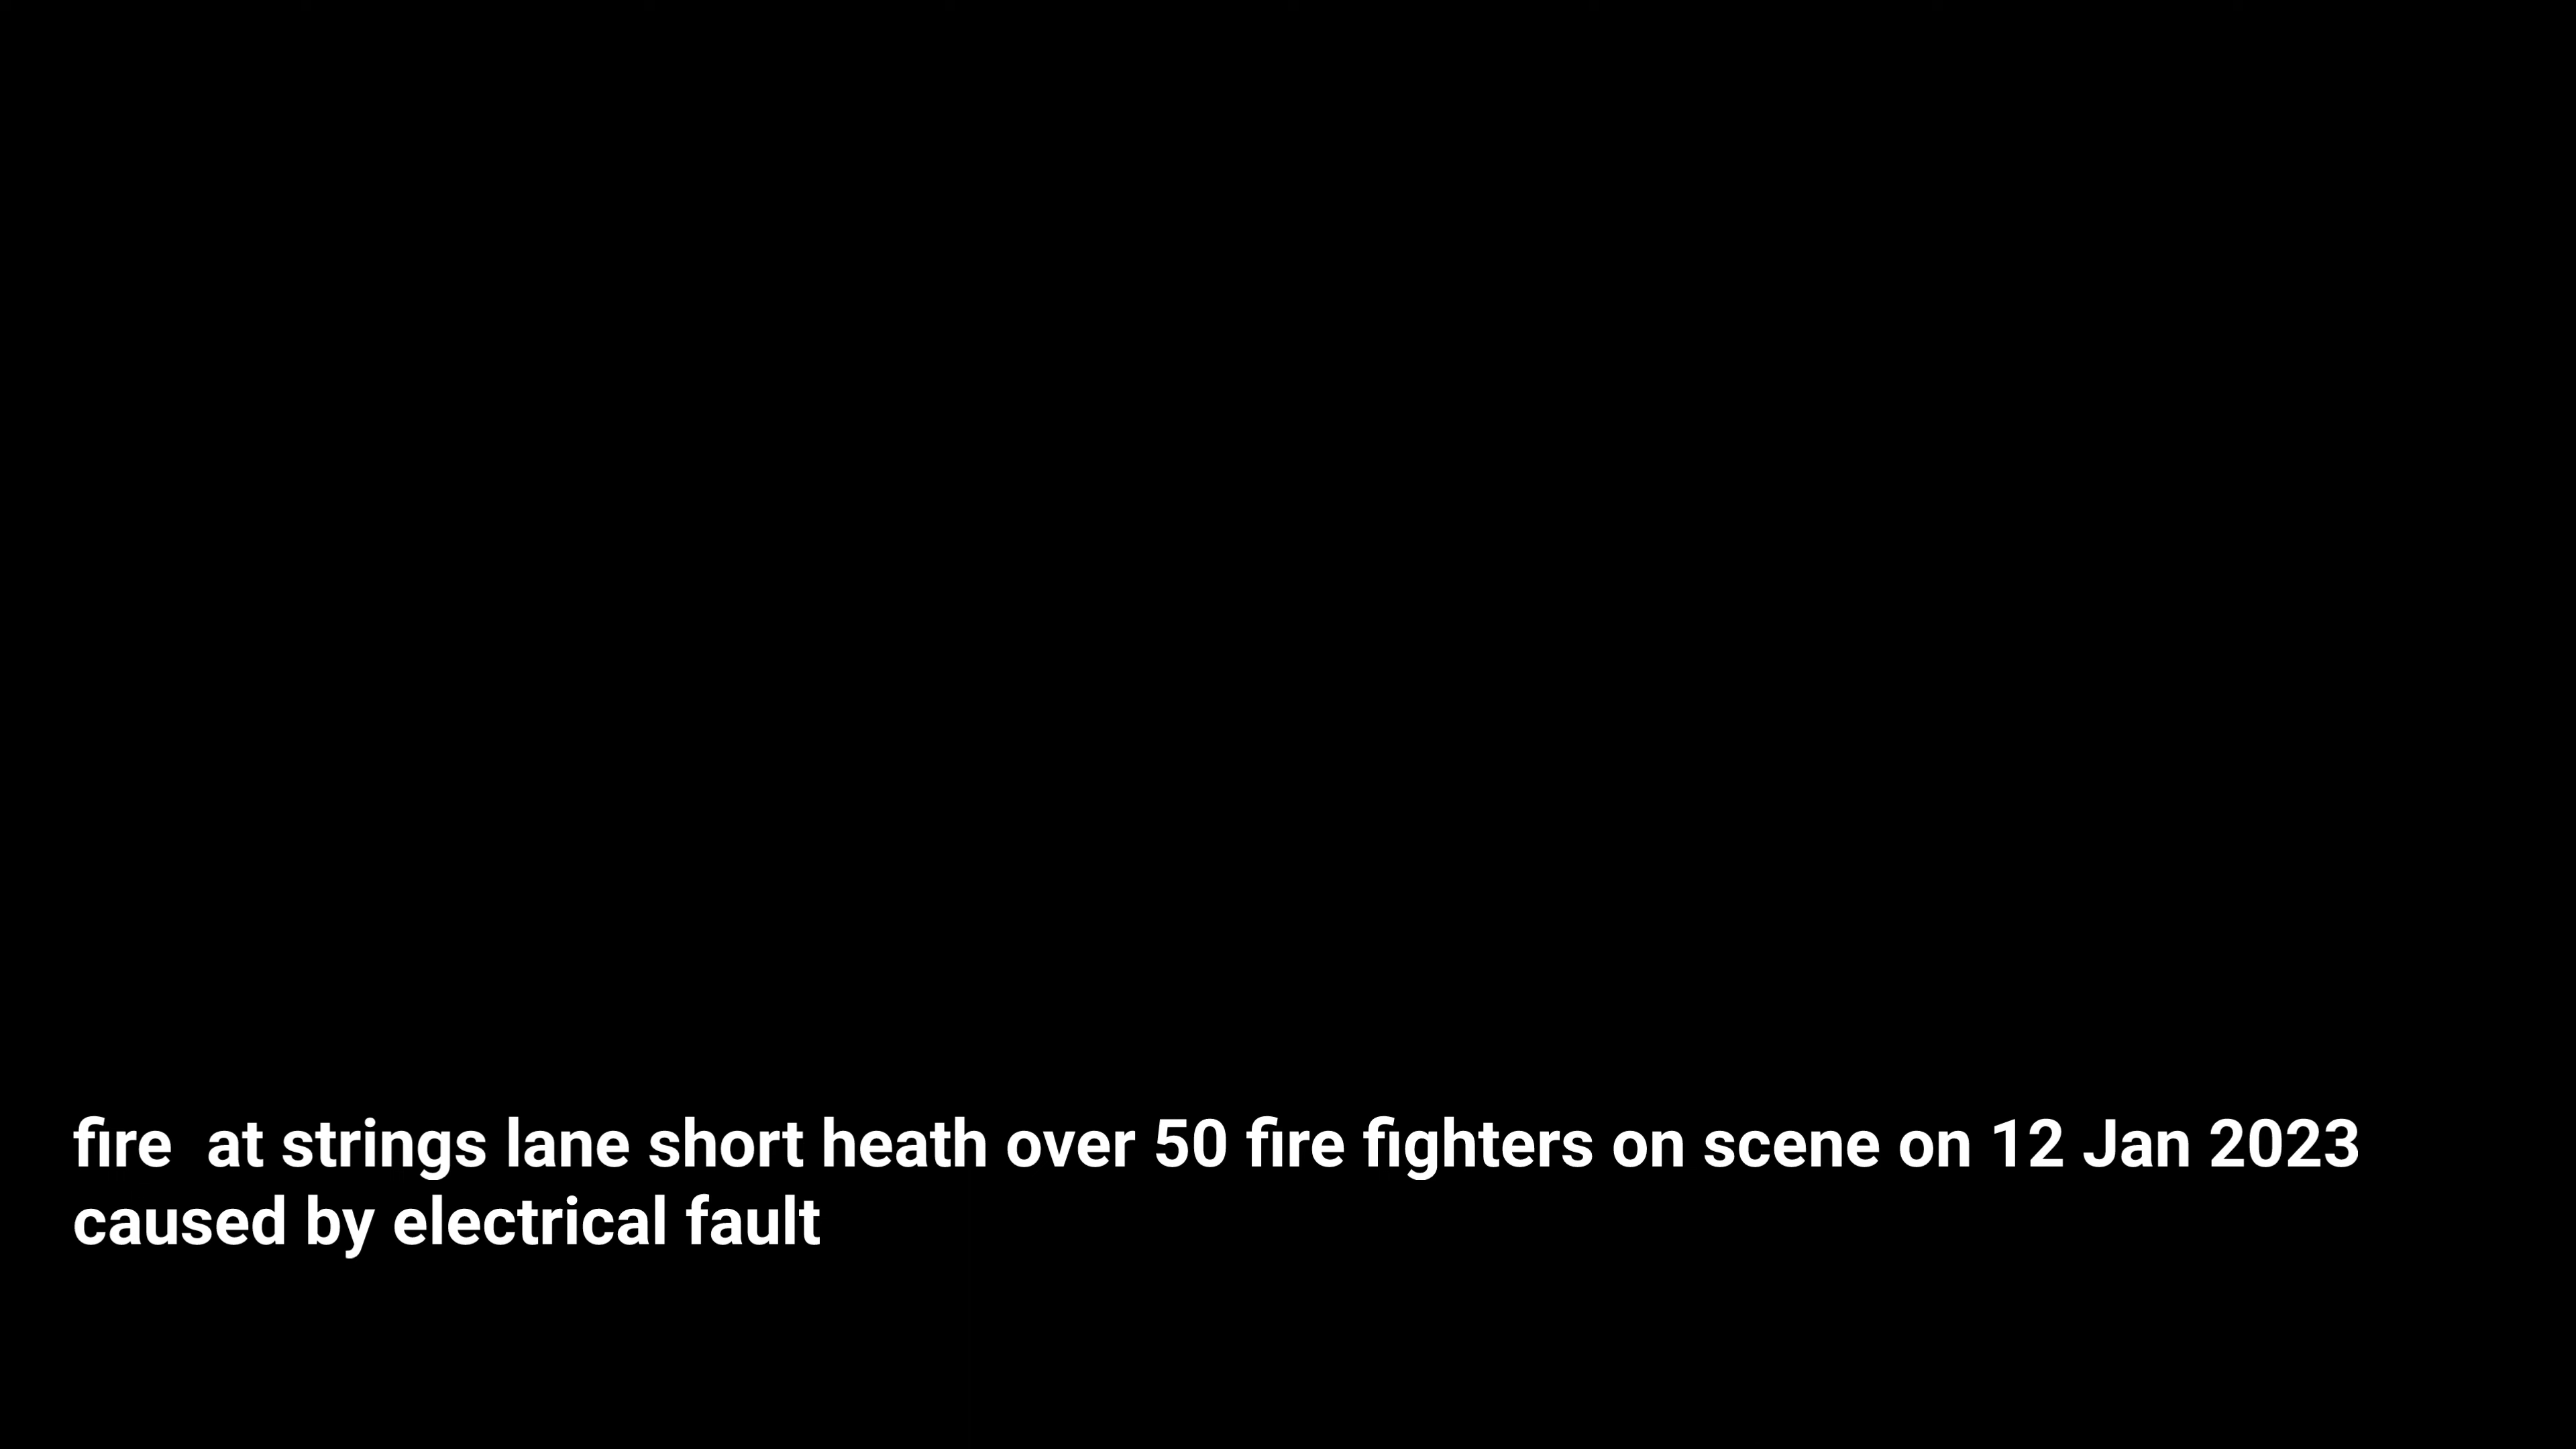 fire  at strings lane short heath over 50 fire fighters on scene on 12 Jan 2023
caused by electrical fault